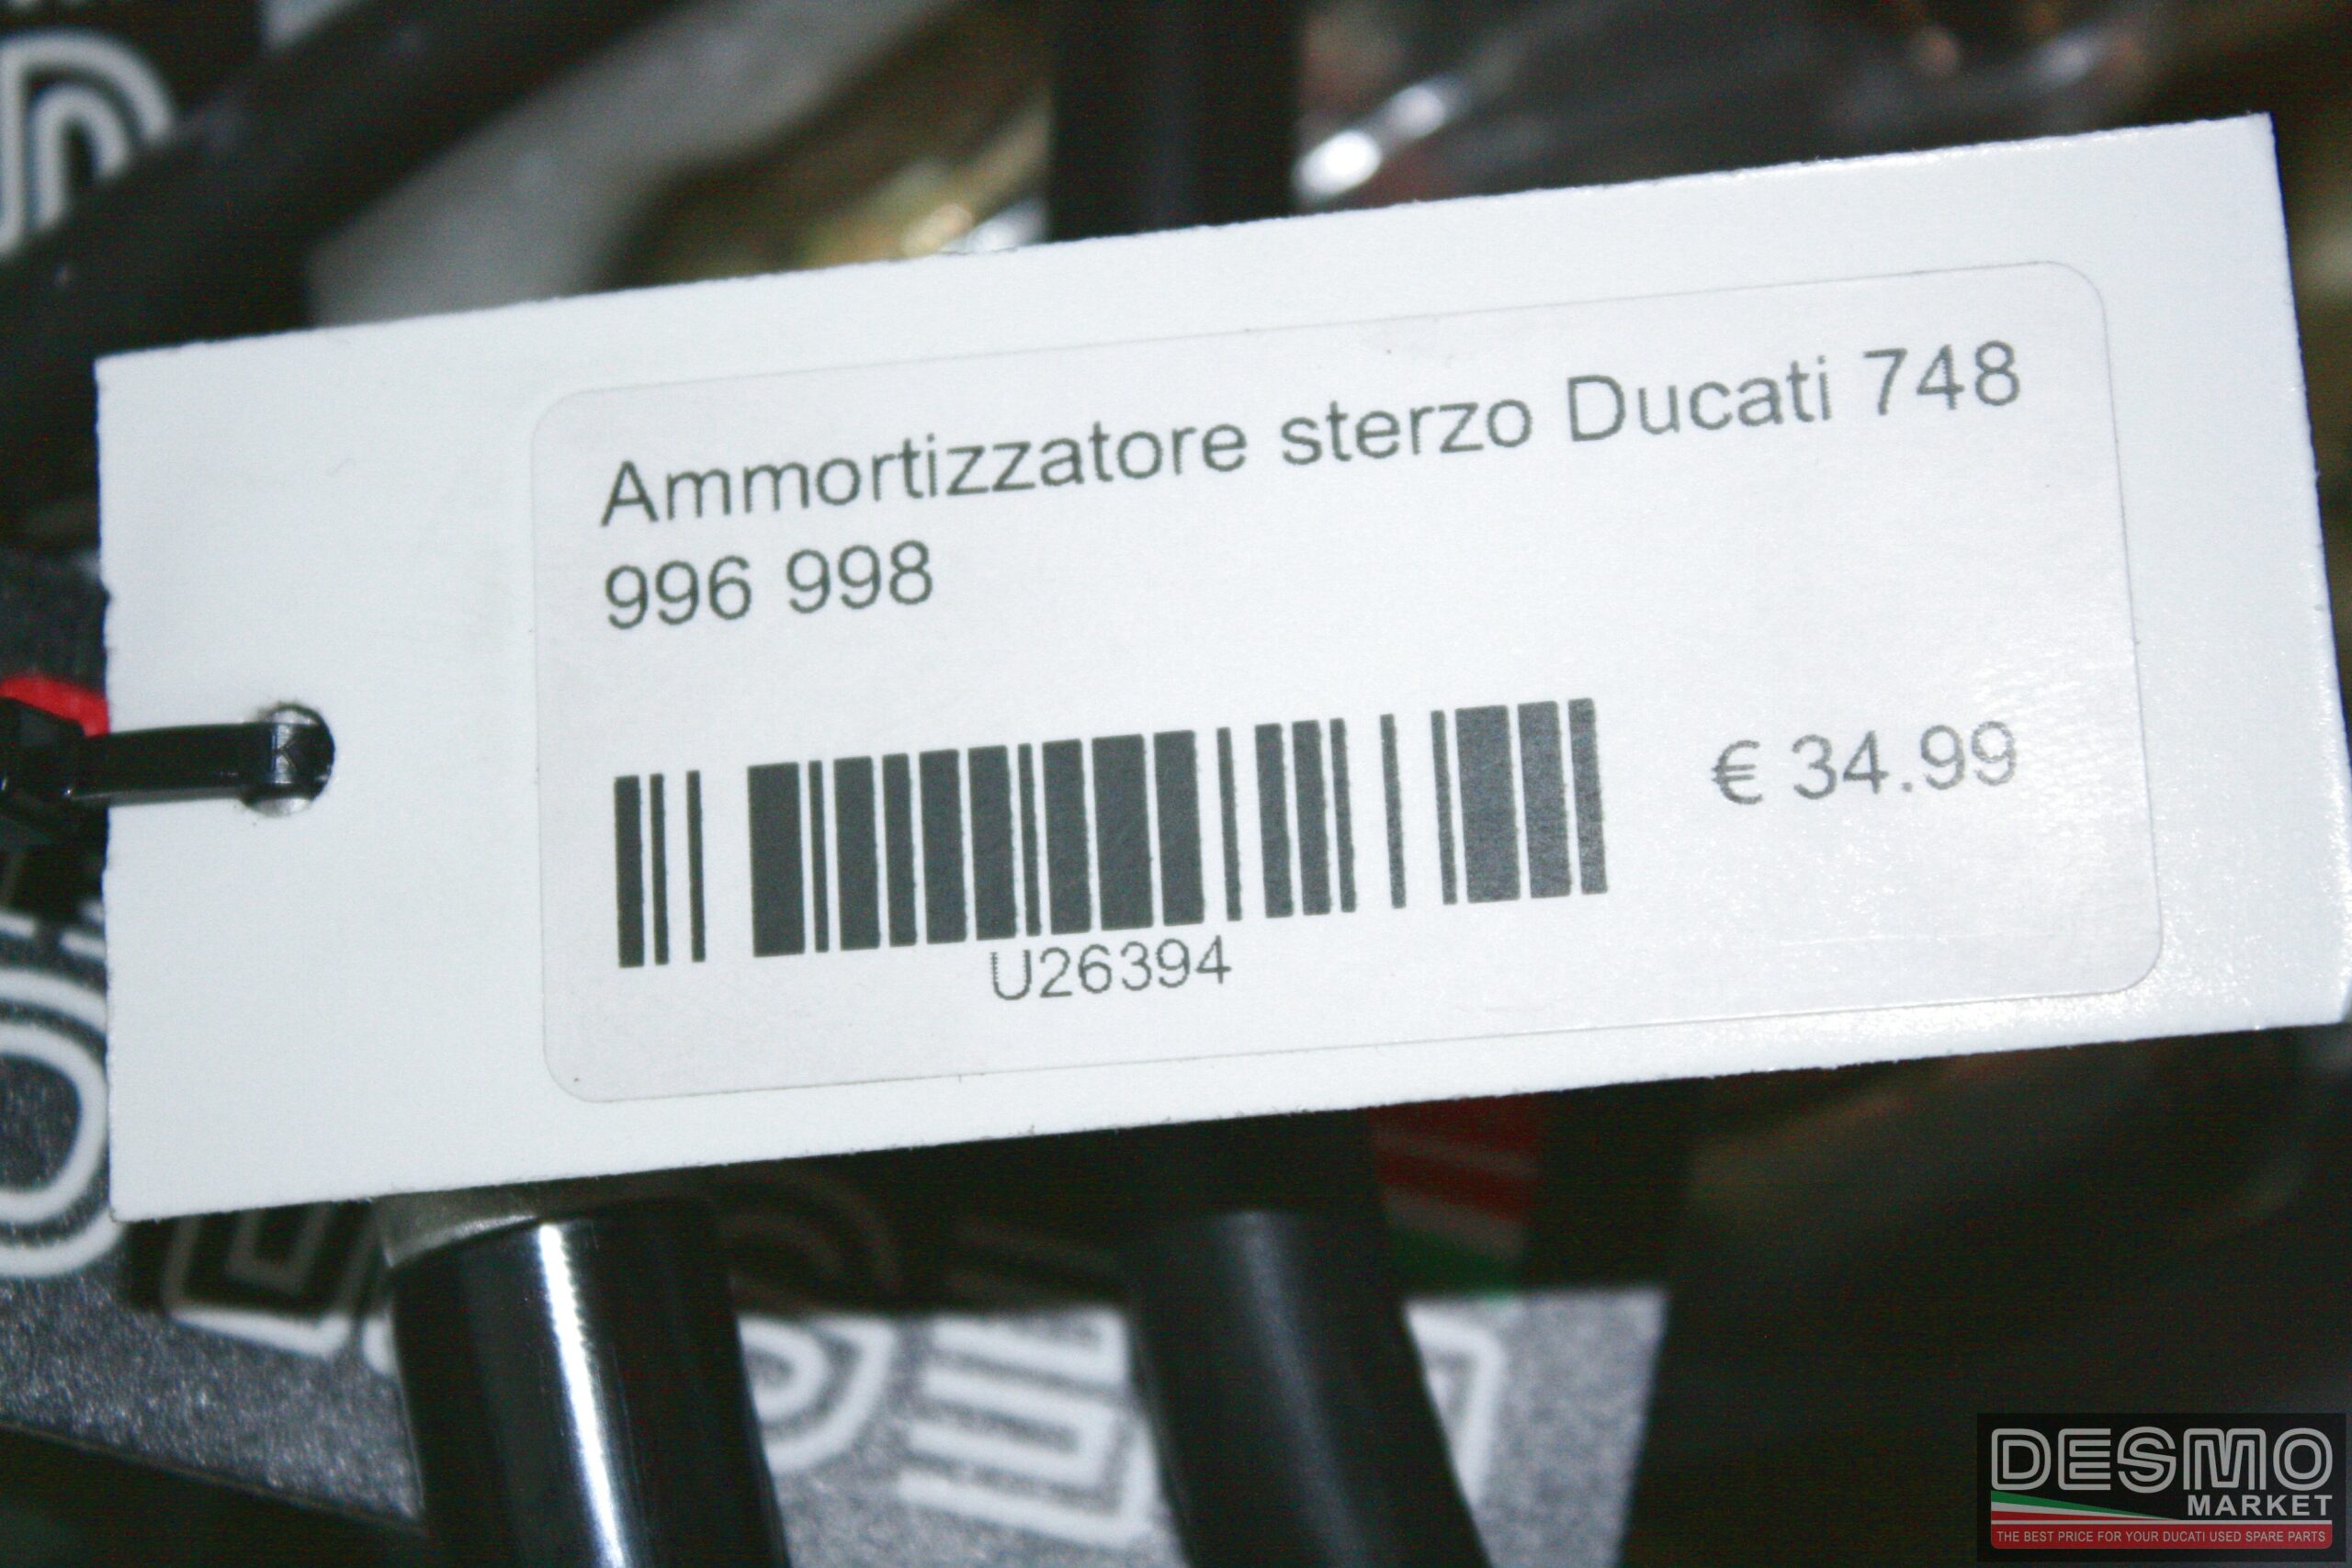 Ammortizzatore sterzo Ducati 748
996 998
€ 34.99
U26394
DESMO
MARKET
THE BEST PRICE FOR YOUR DUCATI USED SPARE PARTS